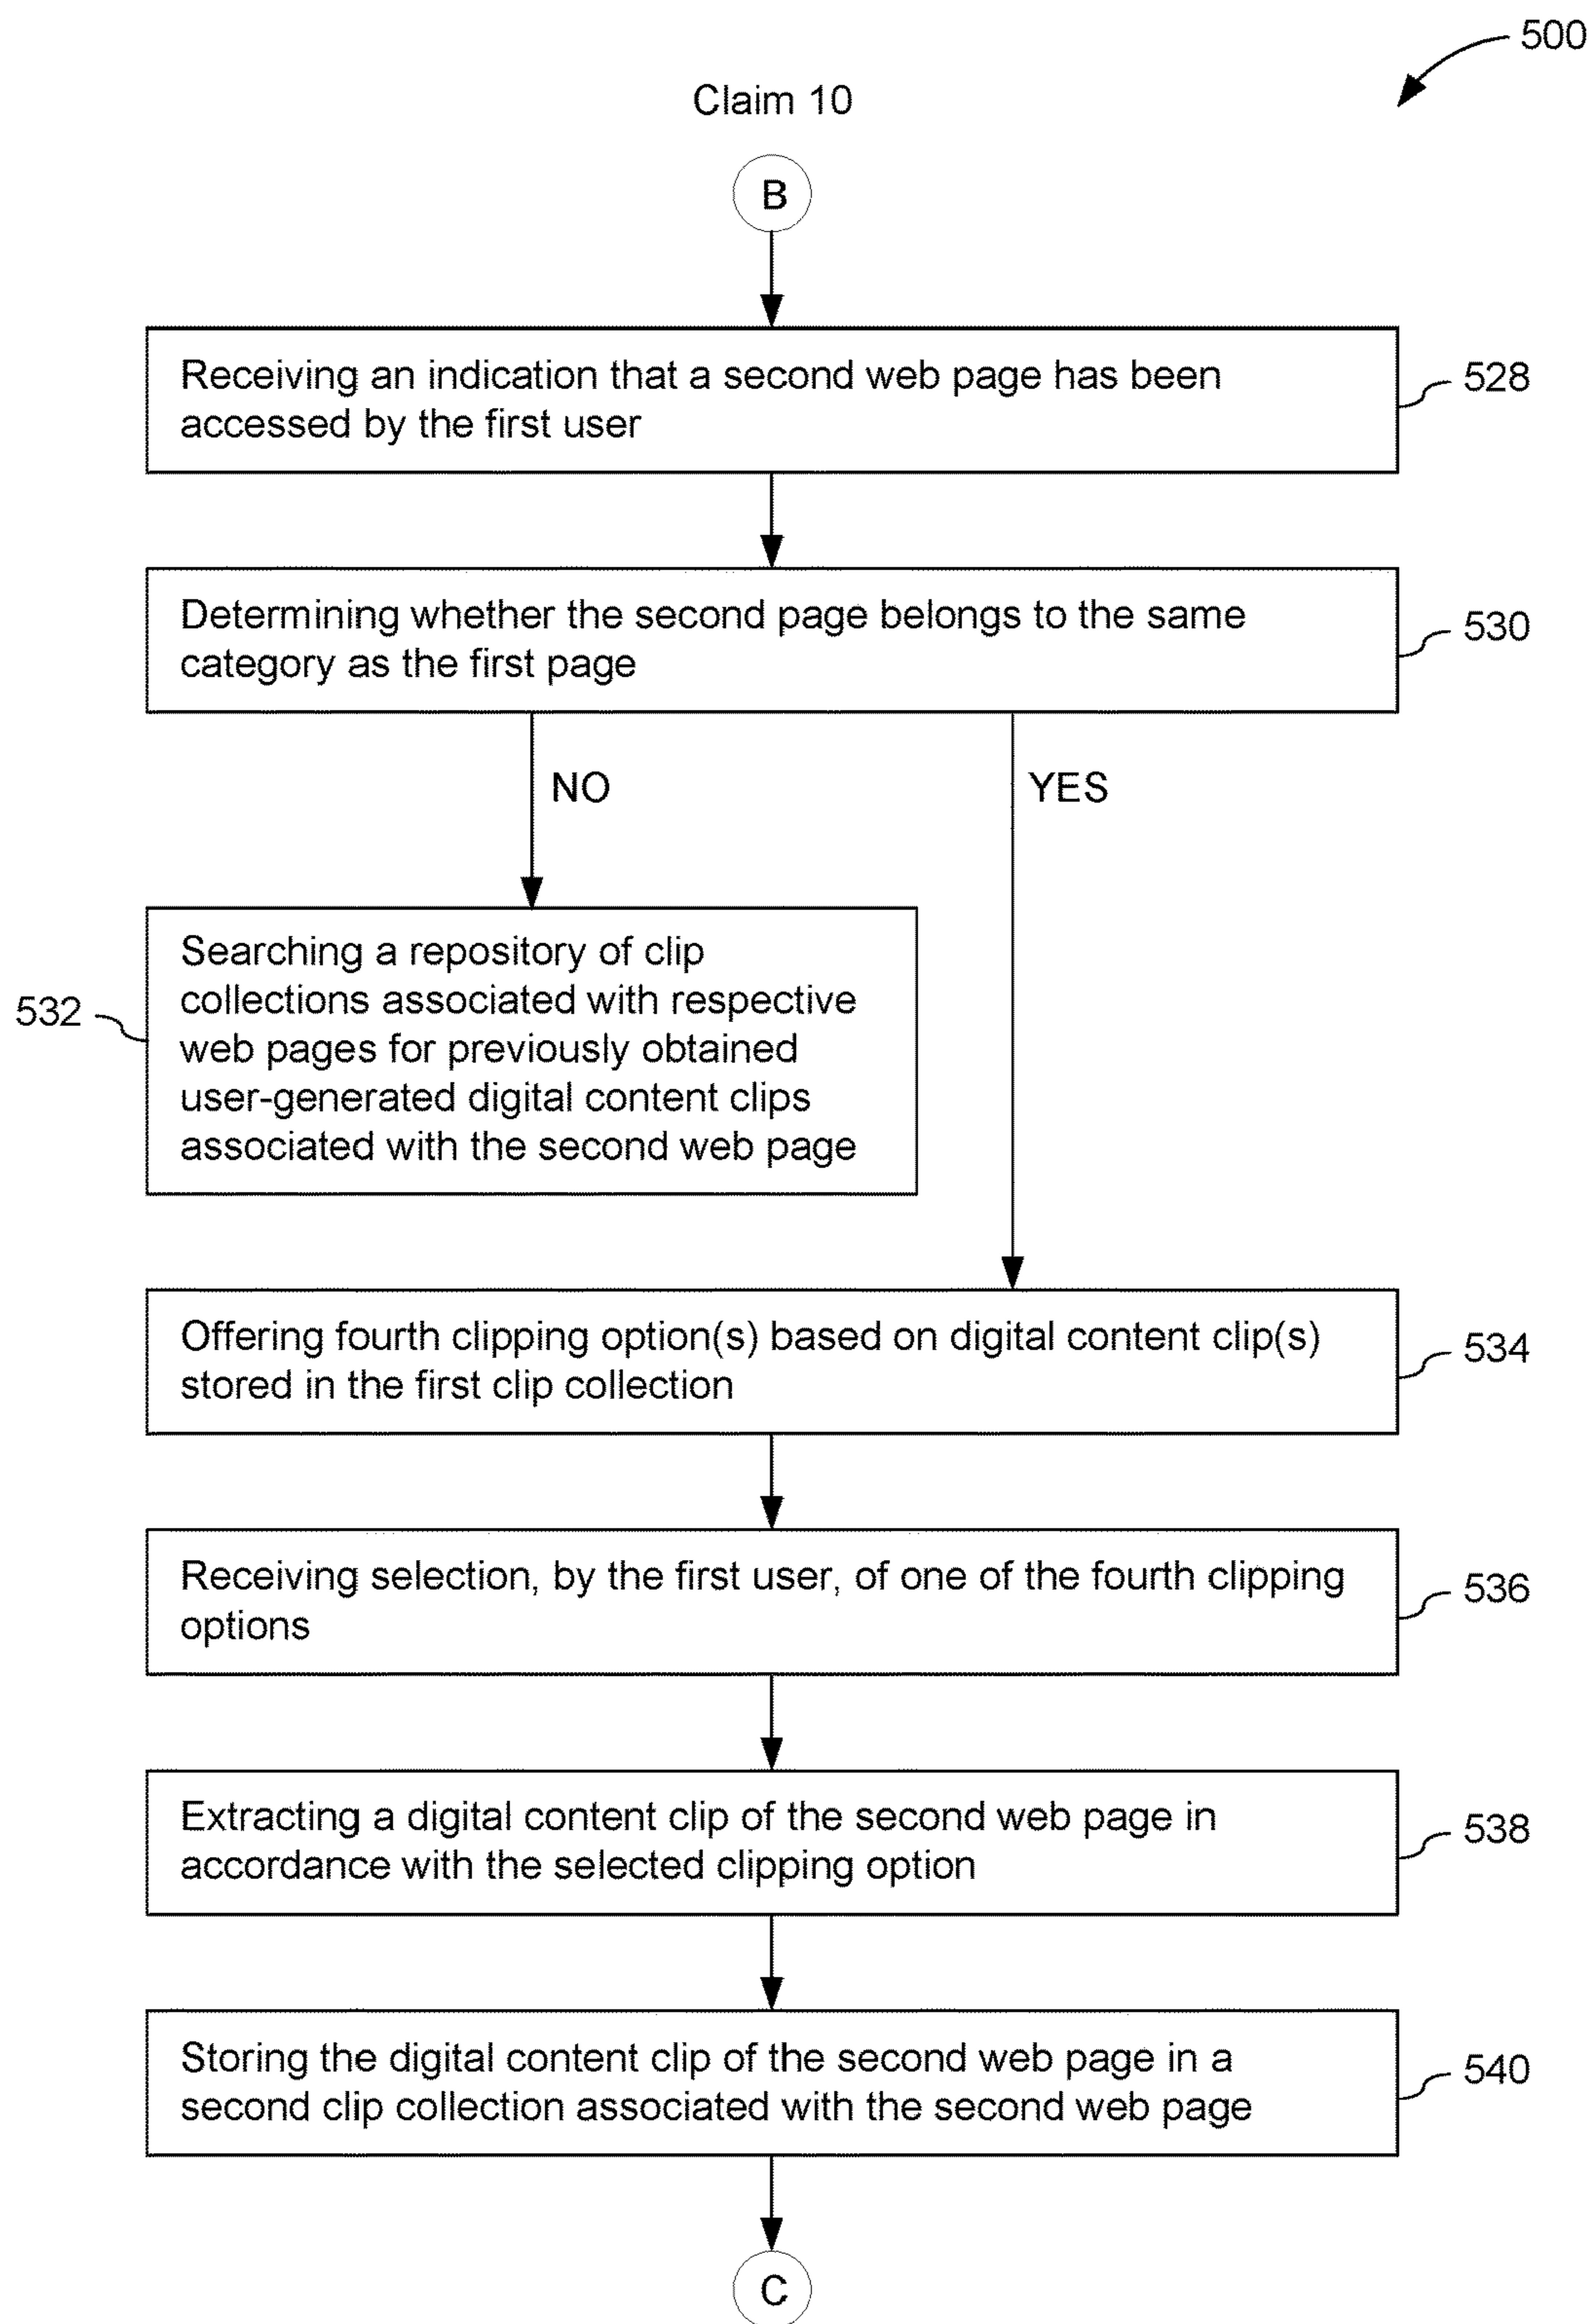 500
Claim 10
B
Receiving an indication that a second web page has been
accessed by the first user
528
Determining whether the second page belongs to the same
category as the first page
530
NO
YES
Searching a repository of clip
collections associated with respective
web pages for previously obtained
user-generated digital content clips
associated with the second web page
532
Offering fourth clipping option(s) based on digital content clip(s)
stored in the first clip collection
534
Receiving selection, by the first user, of one of the fourth clipping
options
536
Extracting a digital content clip of the second web page in
accordance with the selected clipping option
538
Storing the digital content clip of the second web page in a
second clip collection associated with the second web page
540
C